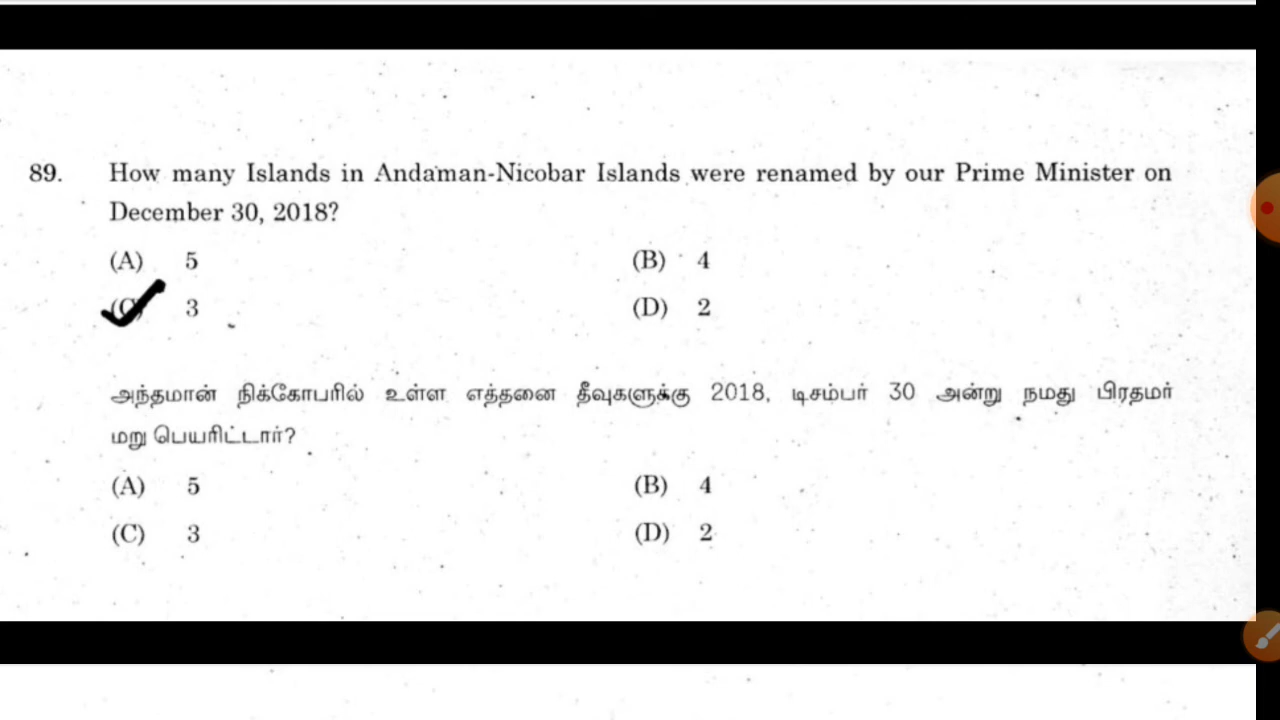 89. How many Islands in Andaman-Nicobar Islands were renamed by our Prime Minister on
December 30, 2018?
(A) 5 (B) 4
(C) 3 (D) 2
அந்தமான் நிக்கோபரில் உள்ள எத்தனை தீவுகளுக்கு 2018, டிசம்பர் 30 அன்று நமது பிரதமர்
மறு பெயரிட்டார்?
(A) 5 (B) 4
(C) 3 (D) 2